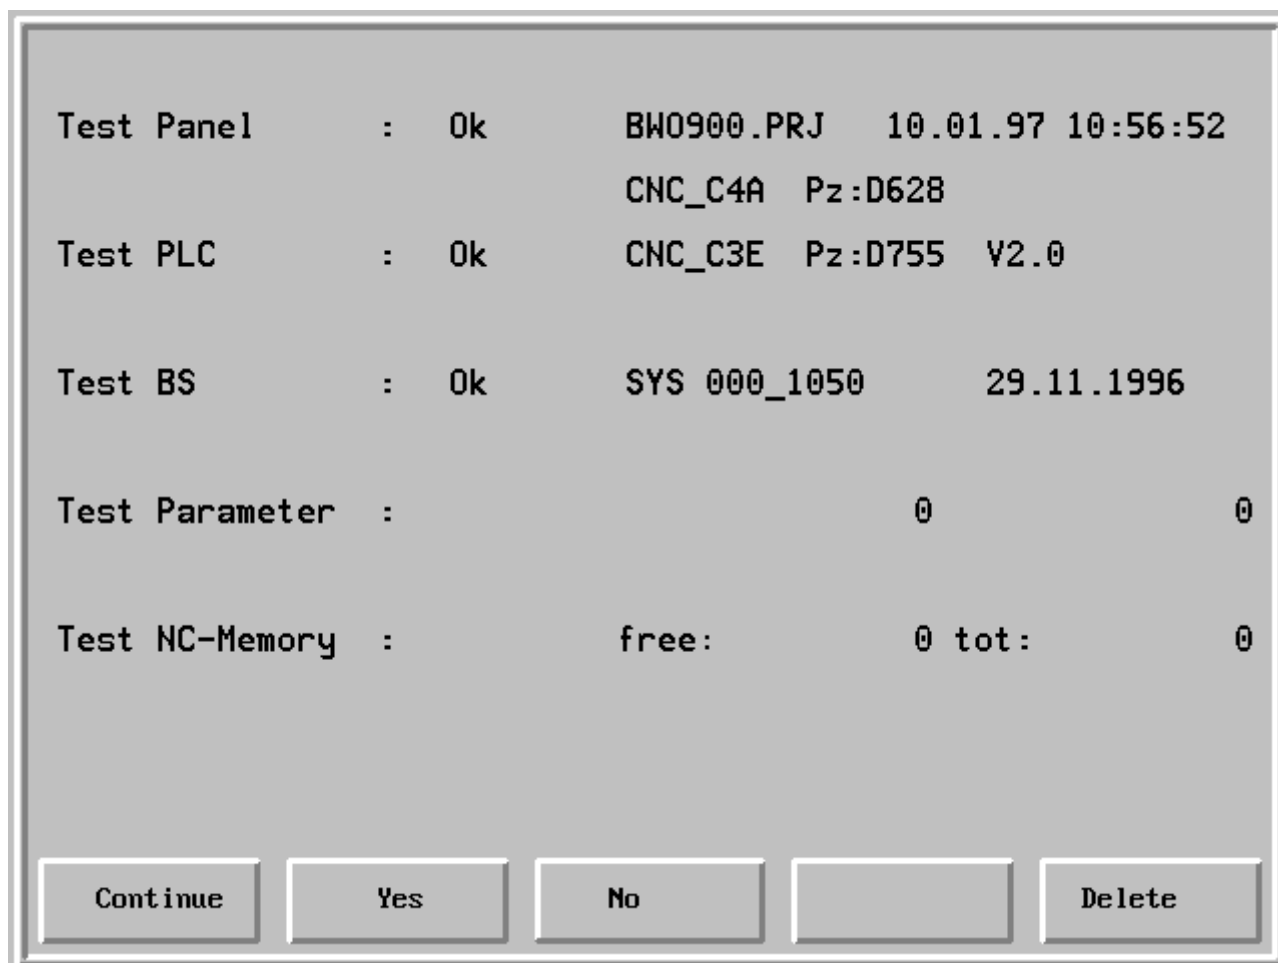 Test Panel : Ok BWO900.PRJ 10.01.97 10:56:52
CNC_C4A Pz:D628
Test PLC : Ok CNC_C3E Pz:D755 V2.0
Test BS : Ok SYS 000_1050 29.11.1996
Test Parameter : 0 0
Test NC-Memory : free: 0 tot: 0
Continue Yes No Delete